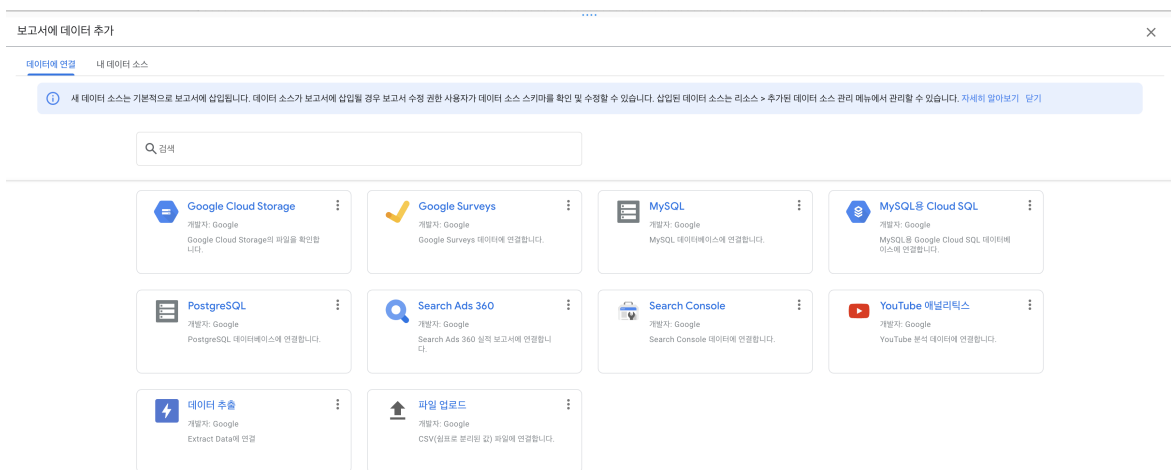 보고서에 데이터 추가
데이터에 연결 내 데이터 소스
새 데이터 소스는 기본적으로 보고서에 삽입됩니다. 데이터 소스가 보고서에 삽입될 경우 보고서 수정 권한 사용자가 데이터 소스 스키마를 확인 및 수정할 수 있습니다. 삽입된 데이터 소스는 리소스 > 추가된 데이터 소스 관리 메뉴에서 관리할 수 있습니다. 자세히 알아보기 닫기
검색
Google Cloud Storage
개발자: Google
Google Cloud Storage의 파일을 확인합
니다.
Google Surveys
개발자: Google
Google Surveys 데이터에 연결합니다.
MySQL
개발자: Google
MySQL 데이터베이스에 연결합니다.
MySQL용 Cloud SQL
개발자: Google
MySQL용 Google Cloud SQL 데이터베
이스에 연결합니다.
PostgreSQL
개발자: Google
PostgreSQL 데이터베이스에 연결합니다.
Search Ads 360
개발자: Google
Search Ads 360 실적 보고서에 연결합니
다.
Search Console
개발자: Google
Search Console 데이터에 연결합니다.
YouTube 애널리틱스
개발자: Google
YouTube 분석 데이터에 연결합니다.
데이터 추출
개발자: Google
Extract Data에 연결
파일 업로드
개발자: Google
CSV(쉼표로 분리된 값) 파일에 연결합니다.